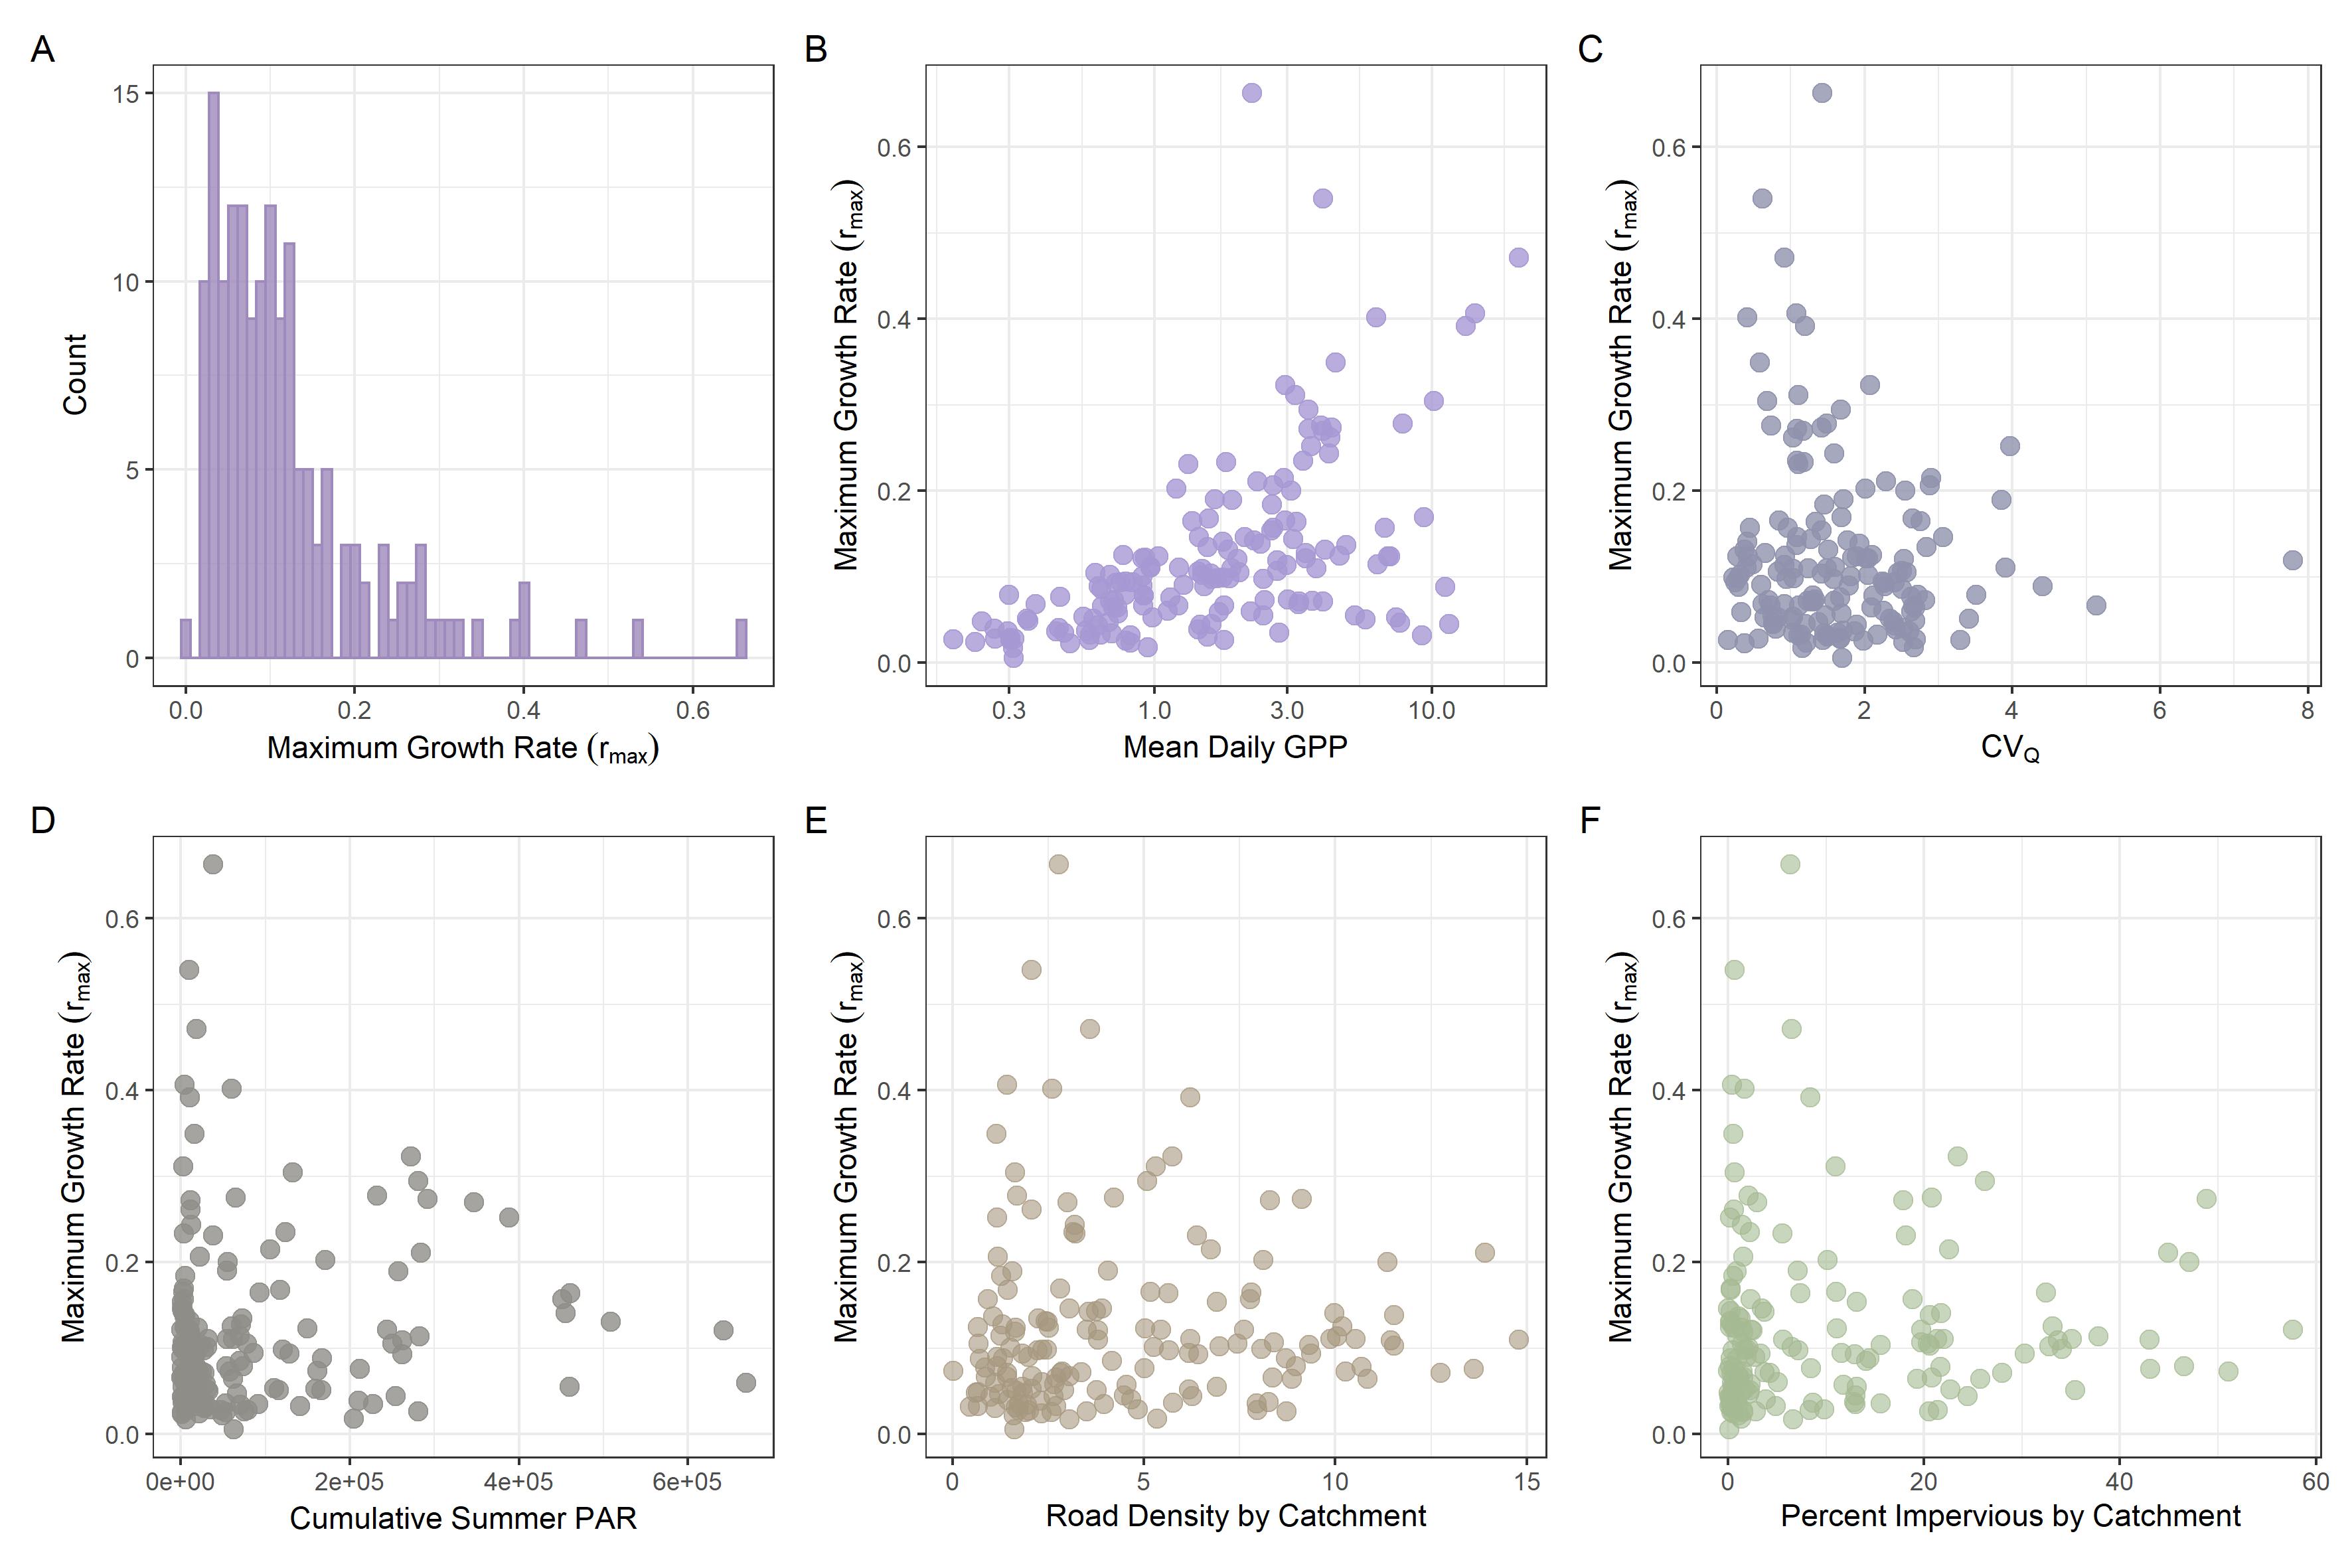 A
15
10
5
0
Count
0.0 0.2 0.4 0.6
Maximum Growth Rate (rmax)
B
0.6
0.4
0.2
0.0
Maximum Growth Rate (rmax)
0.3 1.0 3.0 10.0
Mean Daily GPP
C
0.6
0.4
0.2
0.0
Maximum Growth Rate (rmax)
0 2 4 6 8
CVQ
D
0.6
0.4
0.2
0.0
Maximum Growth Rate (rmax)
0e+00 2e+05 4e+05 6e+05
Cumulative Summer PAR
E
0.6
0.4
0.2
0.0
Maximum Growth Rate (rmax)
0 5 10 15
Road Density by Catchment
F
0.6
0.4
0.2
0.0
Maximum Growth Rate (rmax)
0 20 40 60
Percent Impervious by Catchment